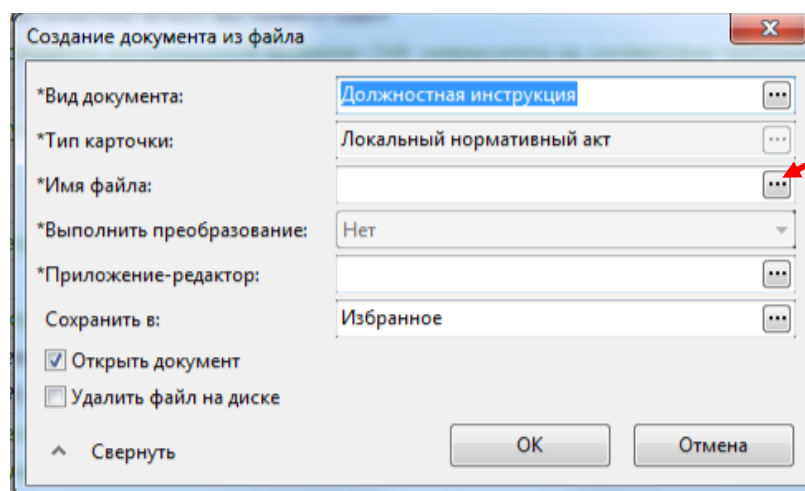 Создание документа из файла
*Вид документа: Должностная инструкция
*Тип карточки: Локальный нормативный акт
*Имя файла:
*Выполнить преобразование: Нет
*Приложение-редактор:
Сохранить в: Избранное
Открыть документ
Удалить файл на диске
Свернуть ОК Отмена